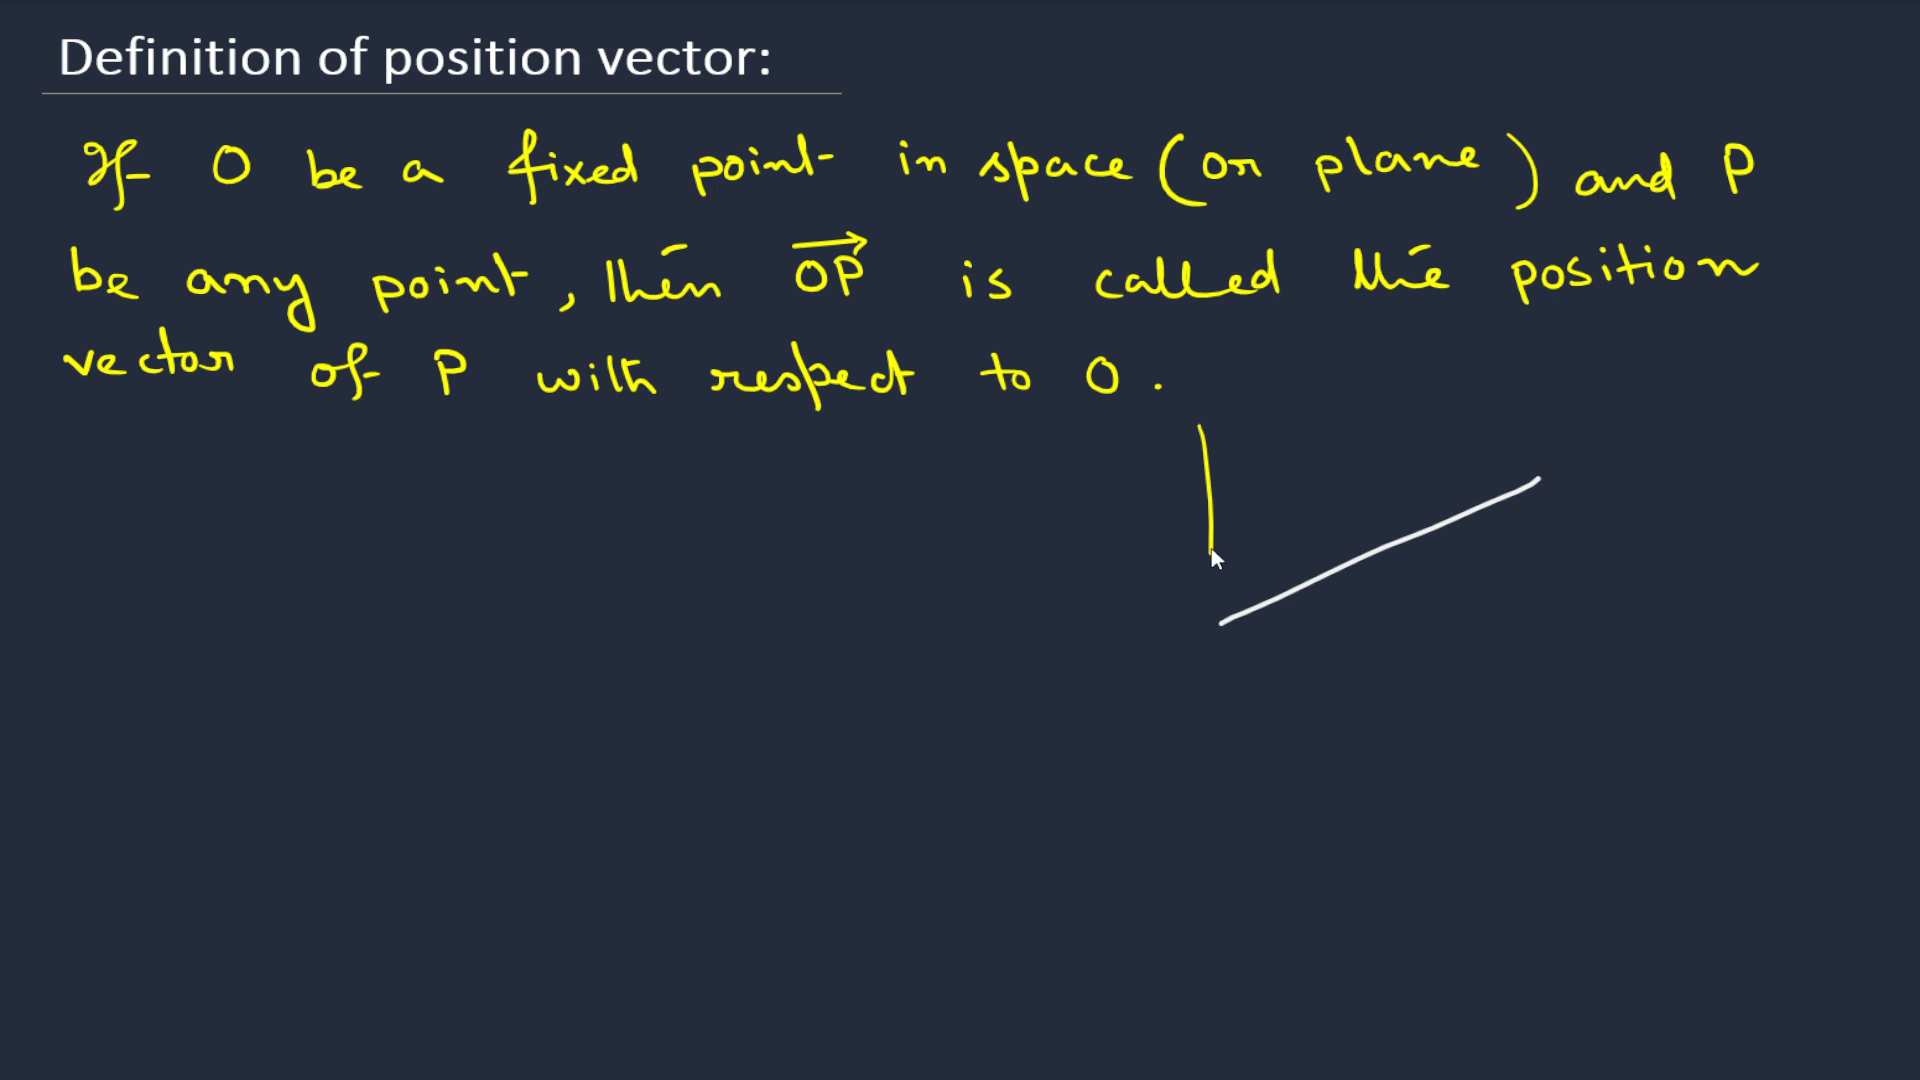 Definition of position vector:
If O be a fixed point in space (or plane) and P
be any point, then \overrightarrow{OP} is called the position
vector of P with respect to O.